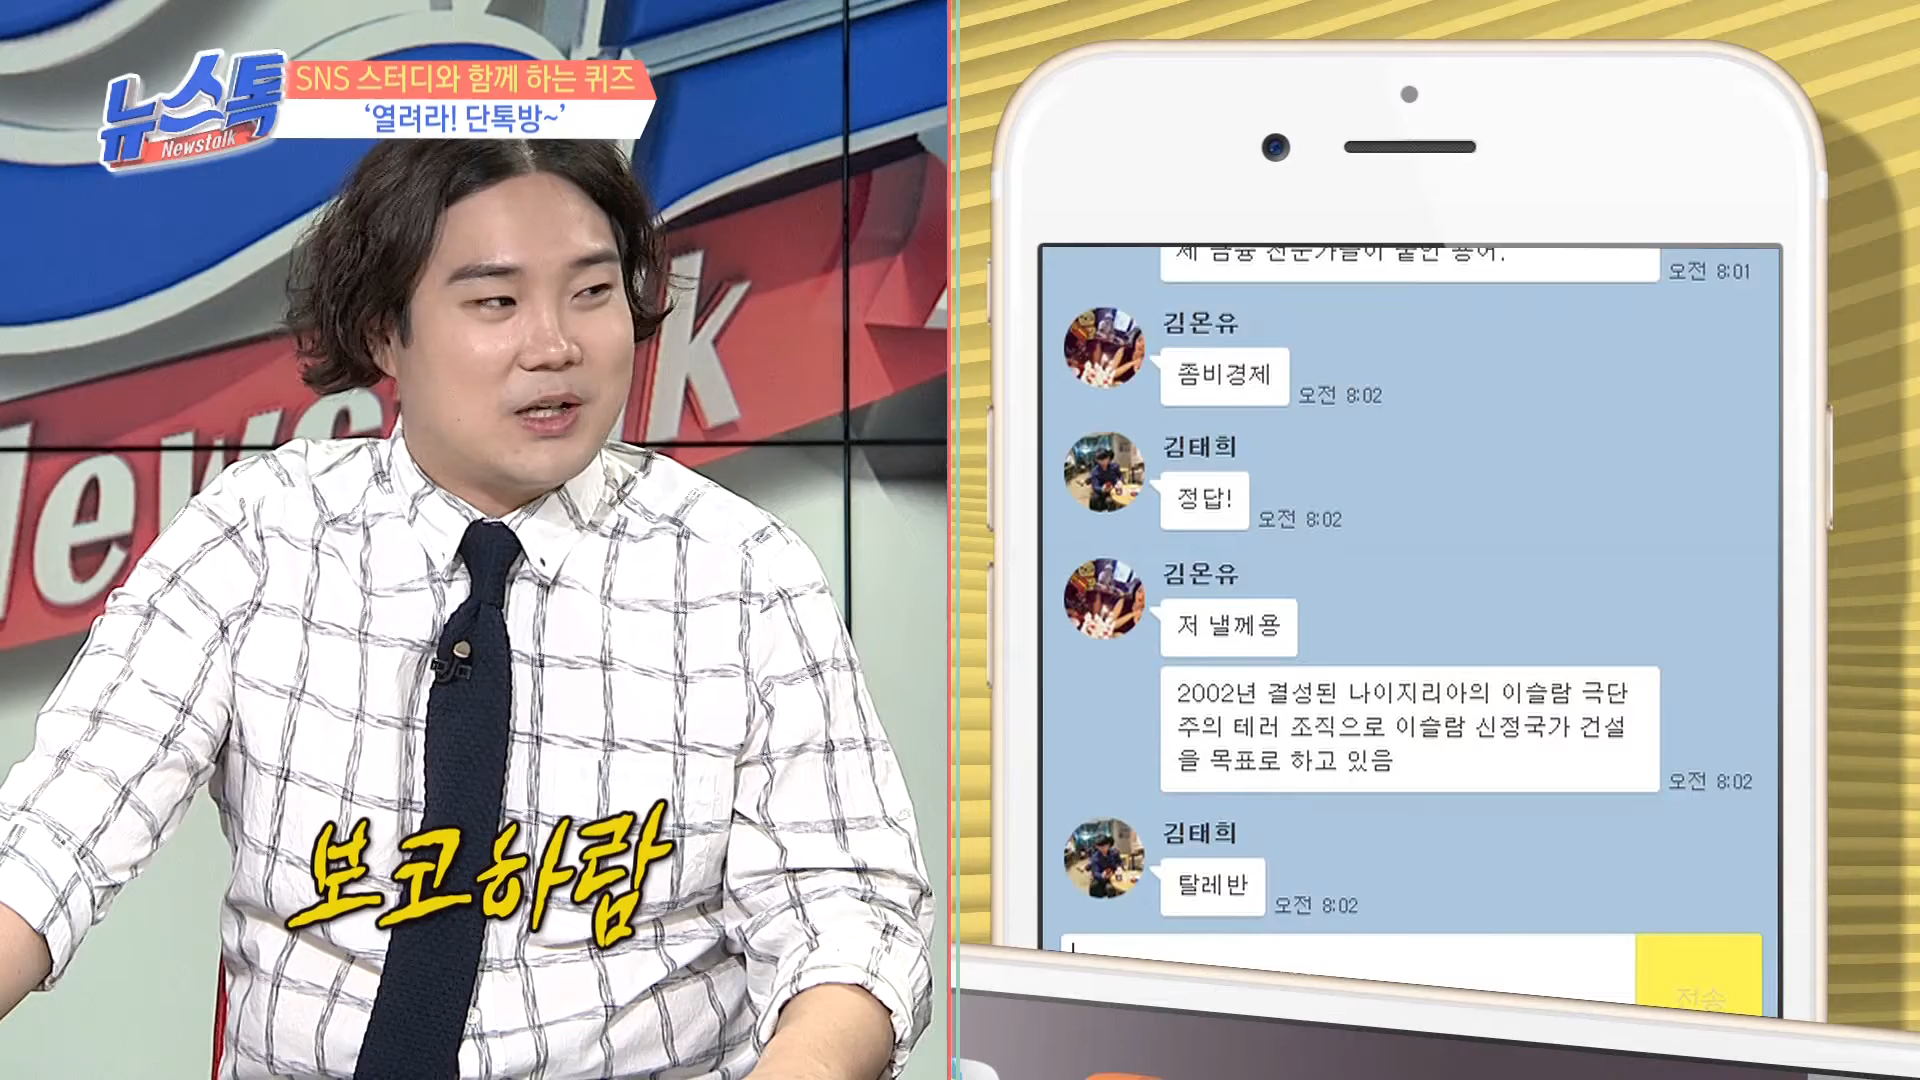 뉴스톡
Newstalk
SNS 스터디와 함께 하는 퀴즈
‘열려라! 단톡방~’
보코하람
오전 8:01
김온유
좀비경제
오전 8:02
김태희
정답!
오전 8:02
김온유
저 낼께용
2002년 결성된 나이지리아의 이슬람 극단
주의 테러 조직으로 이슬람 신정국가 건설
을 목표로 하고 있음
오전 8:02
김태희
탈레반
오전 8:02
전송